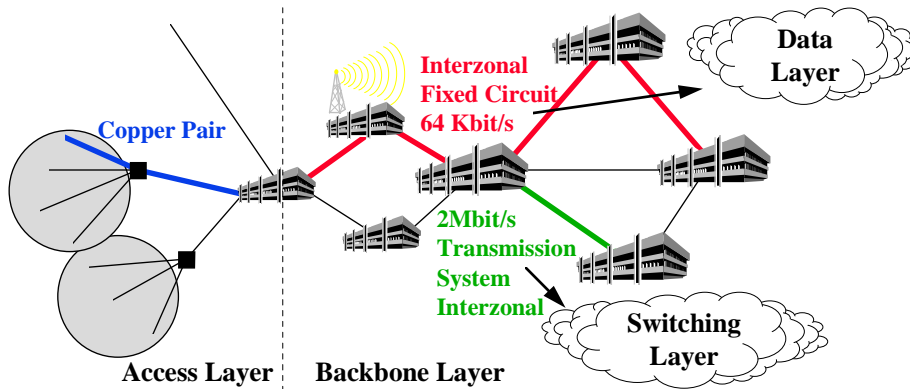 Copper Pair
Interzonal
Fixed Circuit
64 Kbit/s
Data
Layer
2Mbit/s
Transmission
System
Interzonal
Switching
Layer
Access Layer
Backbone Layer